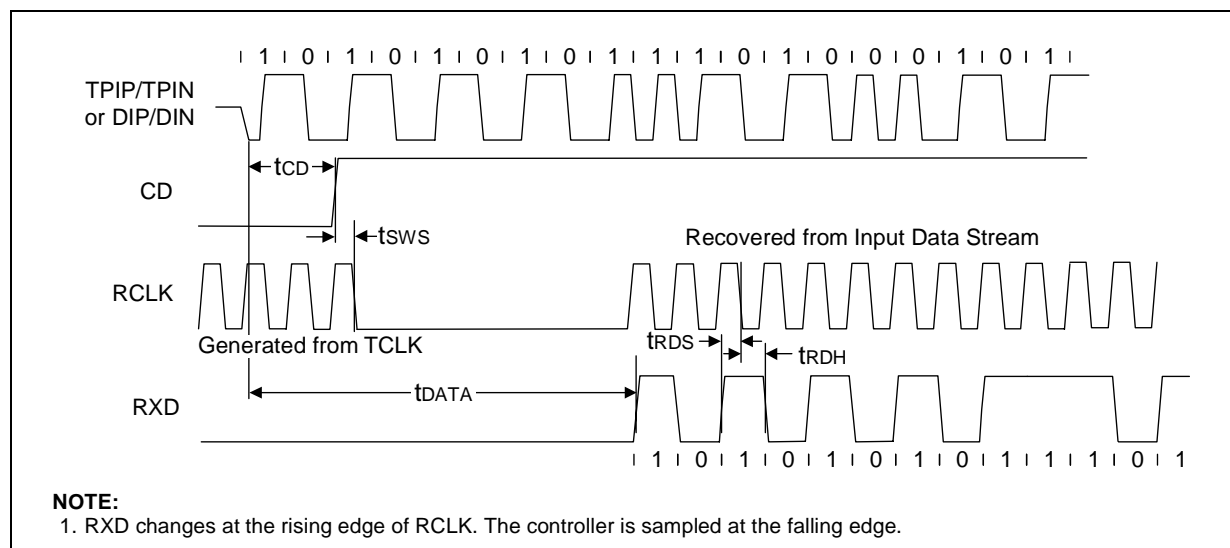 1 0 1 0 1 0 1 0 1 1 1 0 1 0 0 0 1 0 1
TPIP/TPIN
or DIP/DIN
tCD
CD
tSWS
Recovered from Input Data Stream
RCLK
Generated from TCLK
tRDS
tRDH
tDATA
RXD
1 0 1 0 1 0 1 0 1 1 1 0 1
NOTE:
1. RXD changes at the rising edge of RCLK. The controller is sampled at the falling edge.